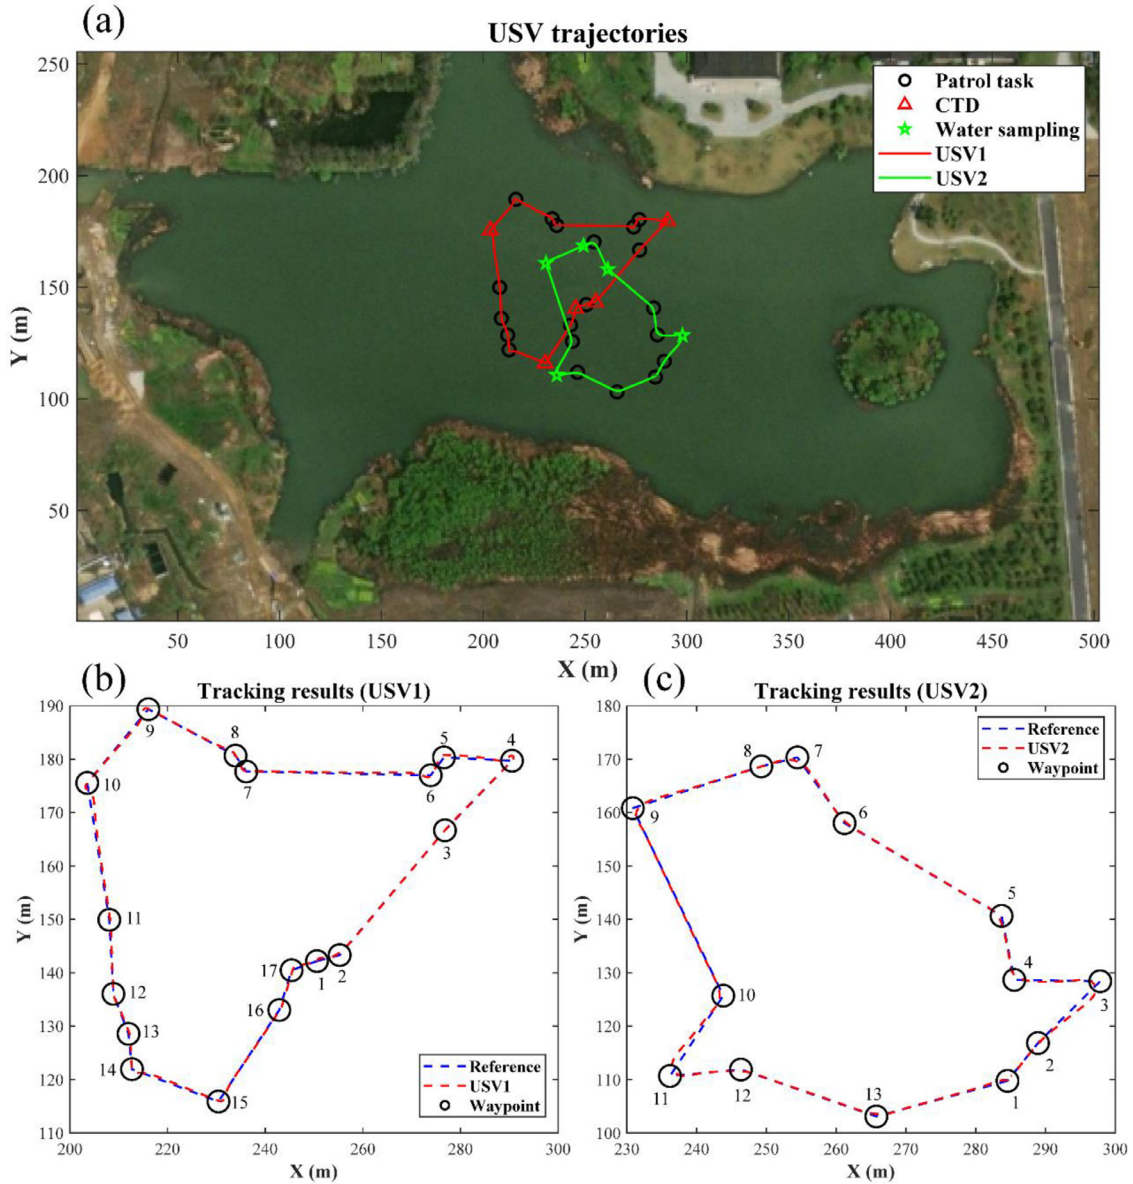 (a)
USV trajectories
250
200
150
100
50
Y (m)
Patrol task
CTD
Water sampling
USV1
USV2
50 100 150 200 250 300 350 400 450 502
X (m)
(b)
Tracking results (USV1)
190
180
170
160
150
140
130
120
110
Y (m)
9
8
7
5
4
6
3
10
11
12
13
14
15
16
17
1
2
Reference
USV1
Waypoint
200 220 240 260 280 300
X (m)
(c)
Tracking results (USV2)
180
170
160
150
140
130
120
110
100
Y (m)
Reference
USV2
Waypoint
8
7
9
6
5
4
3
10
2
11
12
13
1
230 240 250 260 270 280 290 300
X (m)